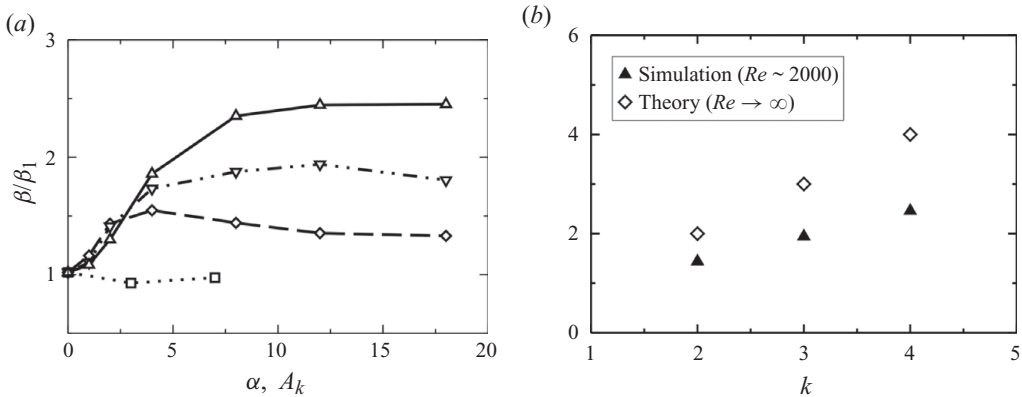 (a)
3
2
1
β/β1
0
5
10
15
20
α, Ak
(b)
6
4
2
0
Simulation (Re ~ 2000)
Theory (Re → ∞)
1
2
3
4
5
k